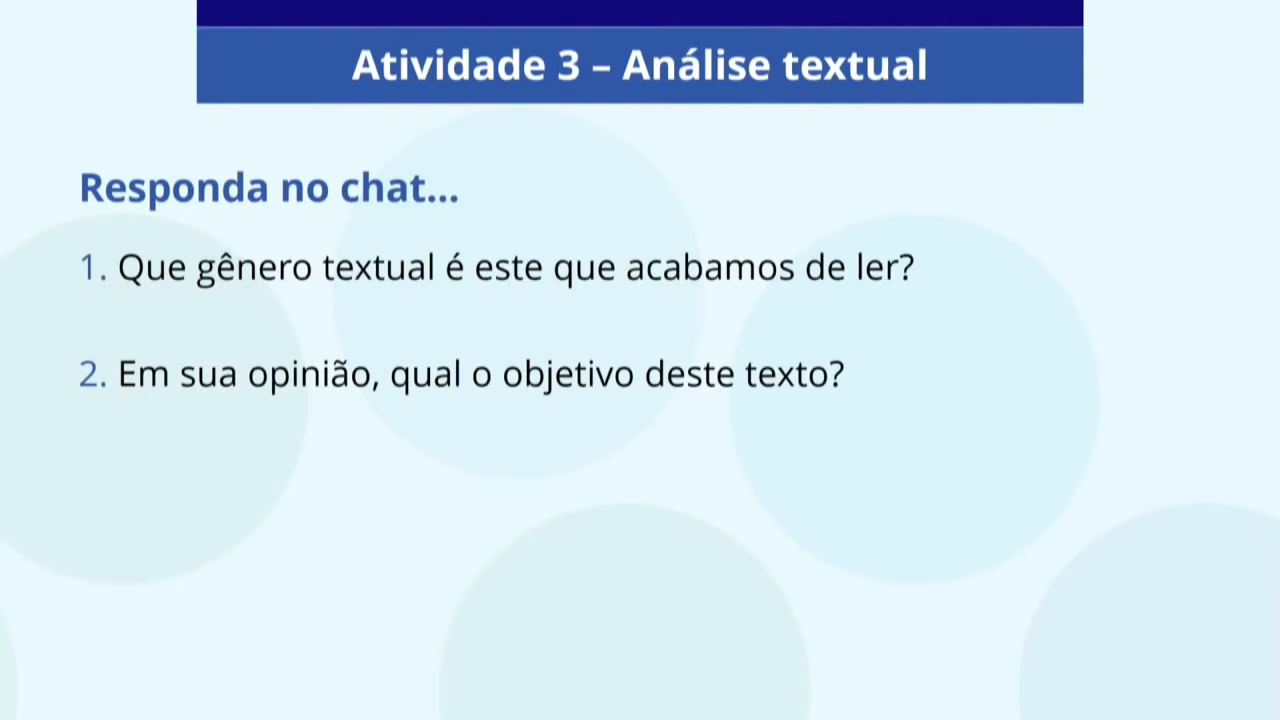 Atividade 3 – Análise textual
Responda no chat...
1. Que gênero textual é este que acabamos de ler?
2. Em sua opinião, qual o objetivo deste texto?